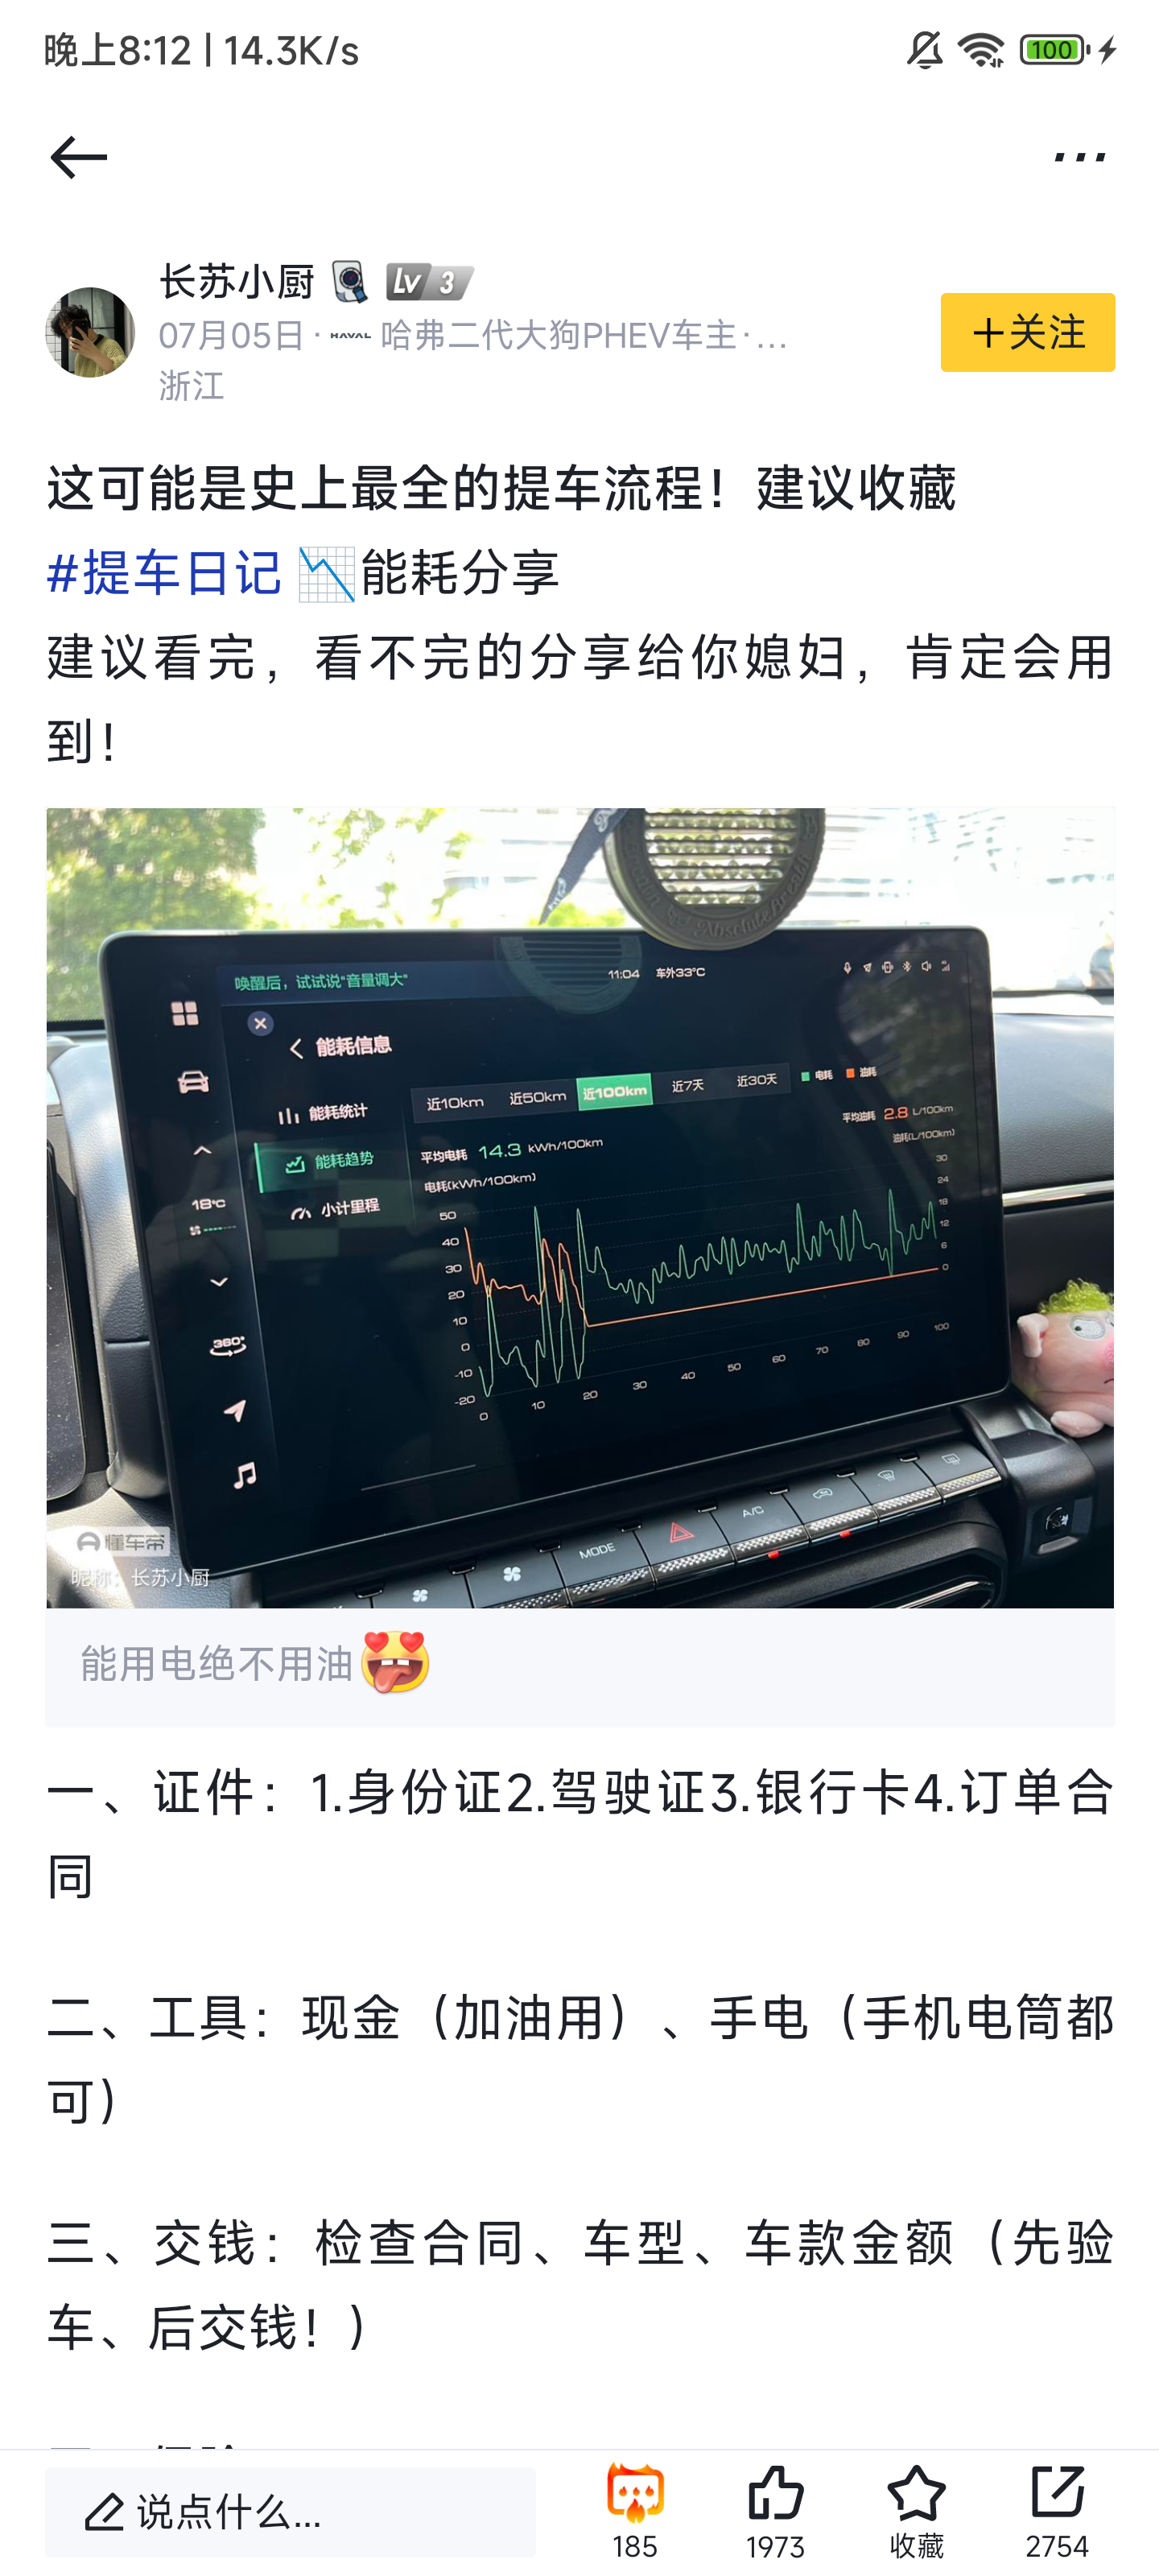 晚上8:12 | 14.3K/s
100
长苏小厨 Lv 3
07月05日· HAVAL 哈弗二代大狗PHEV车主·...
浙江
+关注
这可能是史上最全的提车流程！建议收藏
#提车日记 📉能耗分享
建议看完，看不完的分享给你媳妇，肯定会用
到！
唤醒后，试试说"音量调大"
11:04 车外33°C
能耗信息
近10km 近50km 近100km 近7天 近30天 电耗 油耗
能耗统计
平均电耗 14.3 kWh/100km
平均油耗 2.8 L/100km
能耗趋势
电耗(kWh/100km)
油耗(L/100km)
小计里程
18°C
360°
50
40
30
20
10
0
-10
-20
30
24
18
12
6
0
0 10 20 30 40 50 60 70 80 90 100
MODE
A/C
Absolute
懂车帝
昵称：长苏小厨
能用电绝不用油
一、证件：1.身份证2.驾驶证3.银行卡4.订单合
同
二、工具：现金（加油用）、手电（手机电筒都
可）
三、交钱：检查合同、车型、车款金额（先验
车、后交钱！）
说点什么...
185
1973
收藏
2754